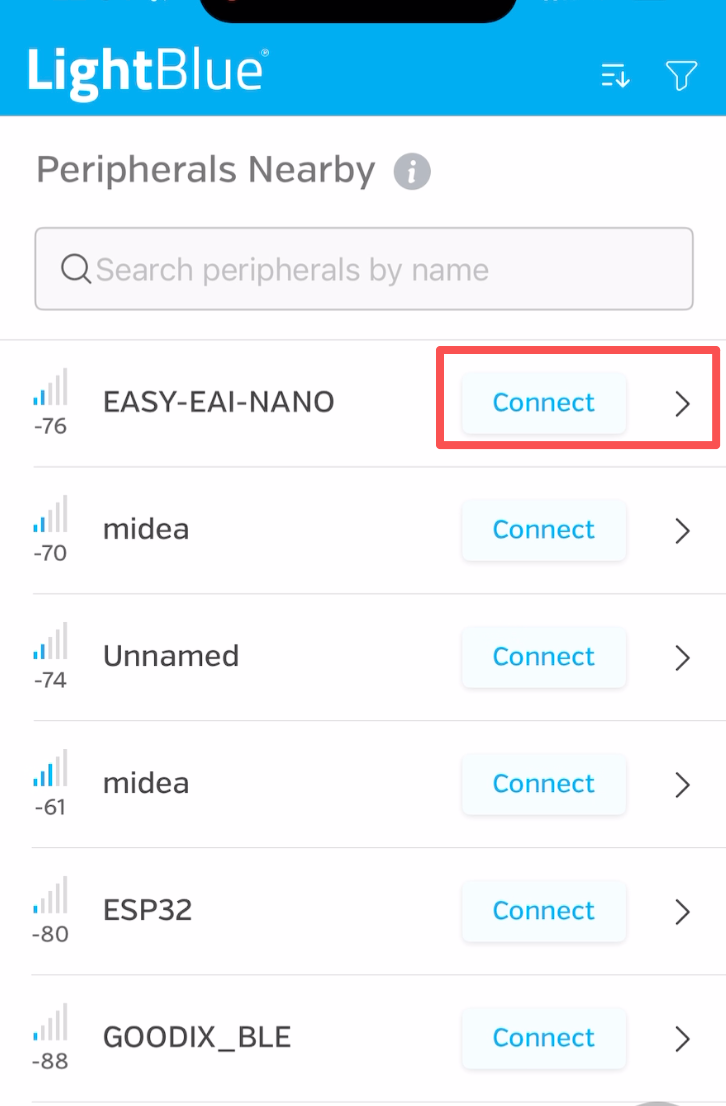 LightBlue®
Peripherals Nearby i
Search peripherals by name
EASY-EAI-NANO Connect
-76
midea Connect
-70
Unnamed Connect
-74
midea Connect
-61
ESP32 Connect
-80
GOODIX_BLE Connect
-88